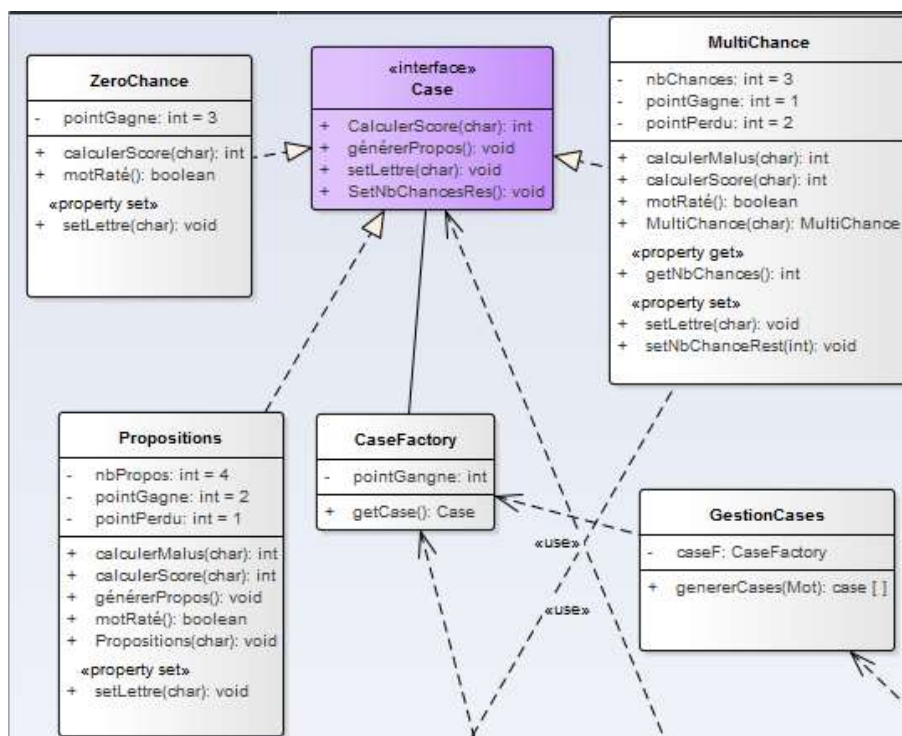 ZeroChance
- pointGagne: int = 3
+ calculerScore(char): int
+ motRaté(): boolean
«property set»
+ setLettre(char): void
«interface»
Case
+ CalculerScore(char): int
+ générerPropos(): void
+ setLettre(char): void
+ SetNbChancesRes(): void
MultiChance
- nbChances: int = 3
- pointGagne: int = 1
- pointPerdu: int = 2
+ calculerMalus(char): int
+ calculerScore(char): int
+ motRaté(): boolean
+ MultiChance(char): MultiChance
«property get»
+ getNbChances(): int
«property set»
+ setLettre(char): void
+ setNbChanceRest(int): void
Propositions
- nbPropos: int = 4
- pointGagne: int = 2
- pointPerdu: int = 1
+ calculerMalus(char): int
+ calculerScore(char): int
+ générerPropos(): void
+ motRaté(): boolean
+ Propositions(char): void
«property set»
+ setLettre(char): void
CaseFactory
- pointGangne: int
+ getCase(): Case
«use»
«use»
GestionCases
- caseF: CaseFactory
+ genererCases(Mot): case [ ]